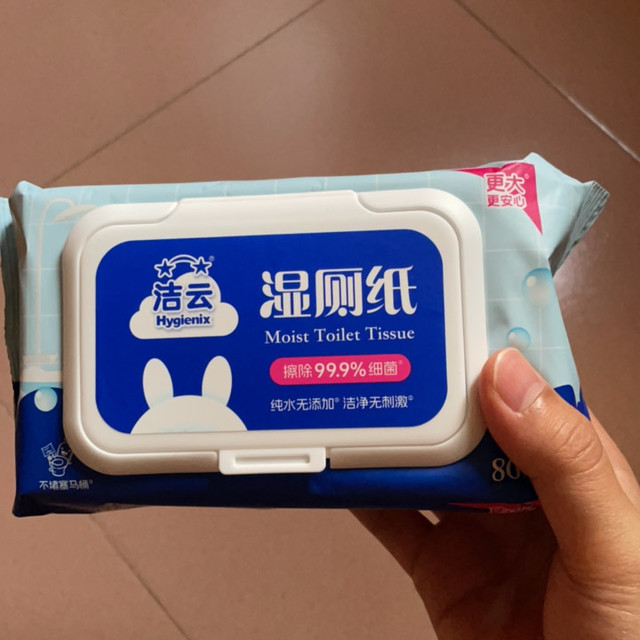 更大
更安心
洁云
Hygienix
湿厕纸
Moist Toilet Tissue
擦除99.9%细菌
纯水无添加 洁净无刺激
不堵塞马桶
80